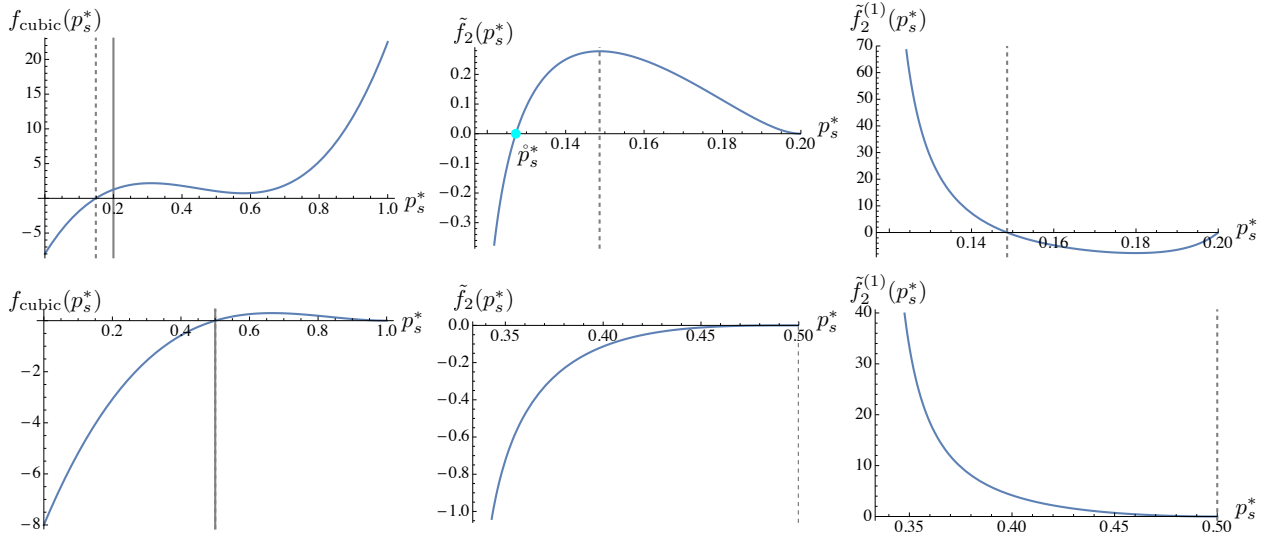 f_cubic(p_s^*)
20
15
10
5
-5
0.2 0.4 0.6 0.8 1.0 p_s^*
f̃_2(p_s^*)
0.2
0.1
0.0
-0.1
-0.2
-0.3
0.14 0.16 0.18 0.20 p_s^*
p̊_s^*
f̃_2^(1)(p_s^*)
70
60
50
40
30
20
10
0
0.14 0.16 0.18 0.20 p_s^*
f_cubic(p_s^*)
0.2 0.4 0.6 0.8 1.0 p_s^*
-2
-4
-6
-8
f̃_2(p_s^*)
0.0
-0.2
-0.4
-0.6
-0.8
-1.0
0.35 0.40 0.45 0.50 p_s^*
f̃_2^(1)(p_s^*)
40
30
20
10
0
0.35 0.40 0.45 0.50 p_s^*